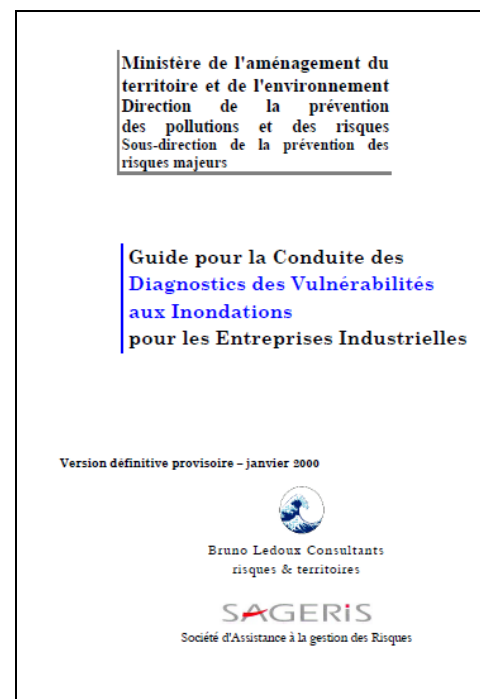 Ministère de l'aménagement du
territoire et de l'environnement
Direction de la prévention
des pollutions et des risques
Sous-direction de la prévention des
risques majeurs
Guide pour la Conduite des
Diagnostics des Vulnérabilités
aux Inondations
pour les Entreprises Industrielles
Version définitive provisoire – janvier 2000
Bruno Ledoux Consultants
risques & territoires
SAGERiS
Société d'Assistance à la gestion des Risques